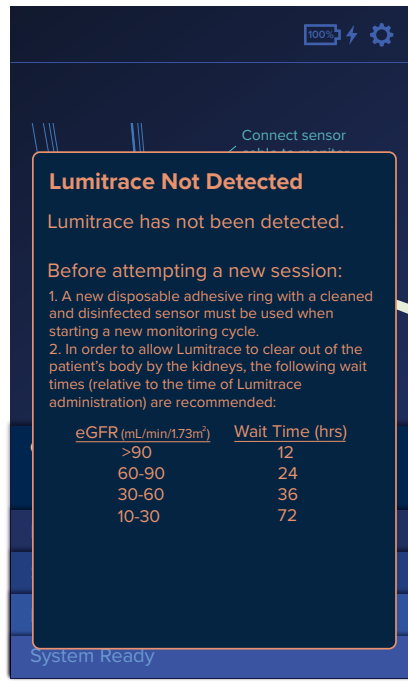 100%
Connect sensor
cable to monitor
Lumitrace Not Detected
Lumitrace has not been detected.
Before attempting a new session:
1. A new disposable adhesive ring with a cleaned
and disinfected sensor must be used when
starting a new monitoring cycle.
2. In order to allow Lumitrace to clear out of the
patient's body by the kidneys, the following wait
times (relative to the time of Lumitrace
administration) are recommended:
eGFR (mL/min/1.73m²) Wait Time (hrs)
>90 12
60-90 24
30-60 36
10-30 72
System Ready